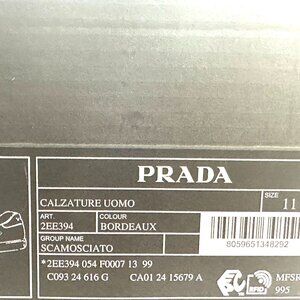 PRADA
CALZATURE UOMO
SIZE 11
ART. COLOUR
2EE394 BORDEAUX
GROUP NAME
SCAMOSCIATO
8059651348292
*2EE394 054 F0007 13 99
C093 24 616 G CA01 24 15679 A
RFID
MFSR
995